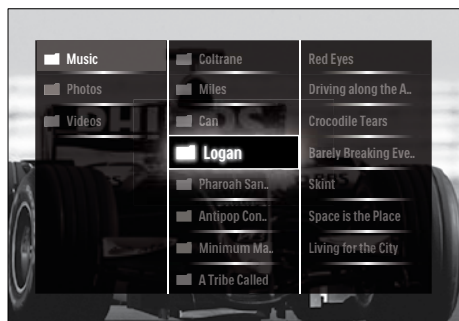 Music
Photos
Videos
Coltrane
Miles
Can
Logan
Pharoah San..
Antipop Con..
Minimum Ma..
A Tribe Called
Red Eyes
Driving along the A..
Crocodile Tears
Barely Breaking Eve..
Skint
Space is the Place
Living for the City
PHILIPS